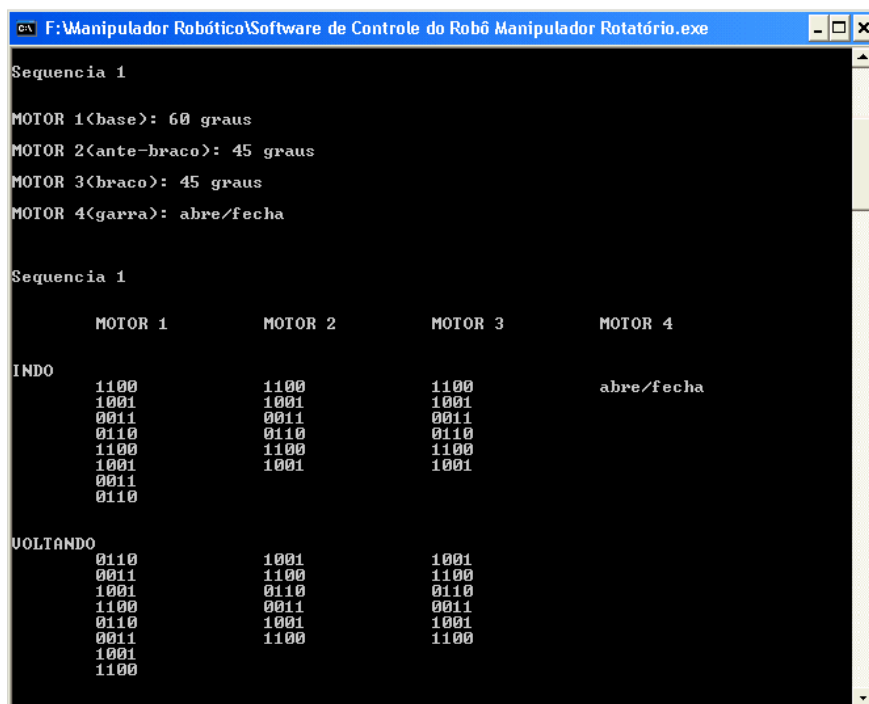 F:\Manipulador Robótico\Software de Controle do Robô Manipulador Rotatório.exe
Sequencia 1
MOTOR 1(base): 60 graus
MOTOR 2(ante-braco): 45 graus
MOTOR 3(braco): 45 graus
MOTOR 4(garra): abre/fecha
Sequencia 1
MOTOR 1 MOTOR 2 MOTOR 3 MOTOR 4
INDO
1100 1100 1100 abre/fecha
1001 1001 1001
0011 0011 0011
0110 0110 0110
1100 1100 1100
1001 1001 1001
0011
0110
VOLTANDO
0110 1001 1001
0011 1100 1100
1001 0110 0110
1100 0011 0011
0110 1001 1001
0011 1100 1100
1001
1100